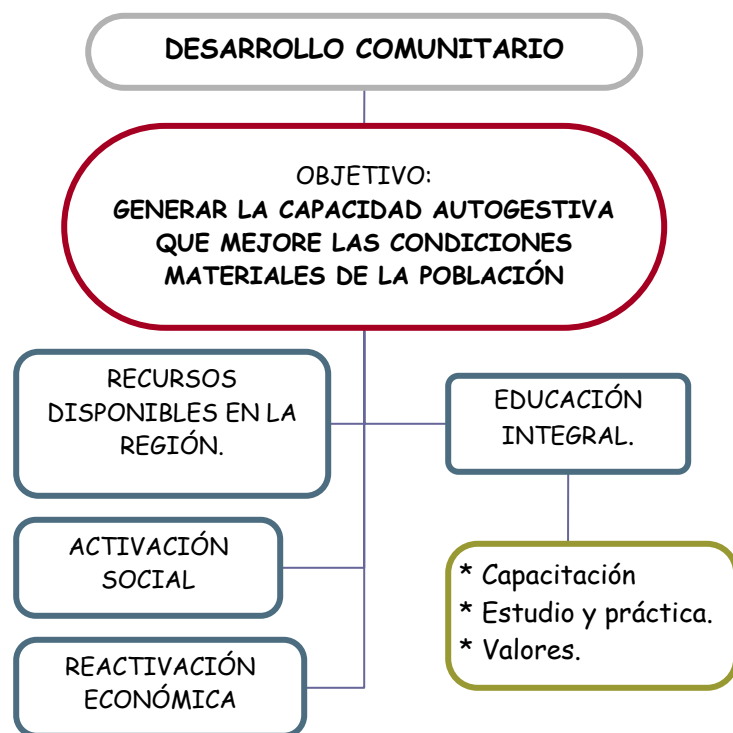 DESARROLLO COMUNITARIO
OBJETIVO:
GENERAR LA CAPACIDAD AUTOGESTIVA
QUE MEJORE LAS CONDICIONES
MATERIALES DE LA POBLACIÓN
RECURSOS
DISPONIBLES EN LA
REGIÓN.
EDUCACIÓN
INTEGRAL.
ACTIVACIÓN
SOCIAL
* Capacitación
* Estudio y práctica.
* Valores.
REACTIVACIÓN
ECONÓMICA